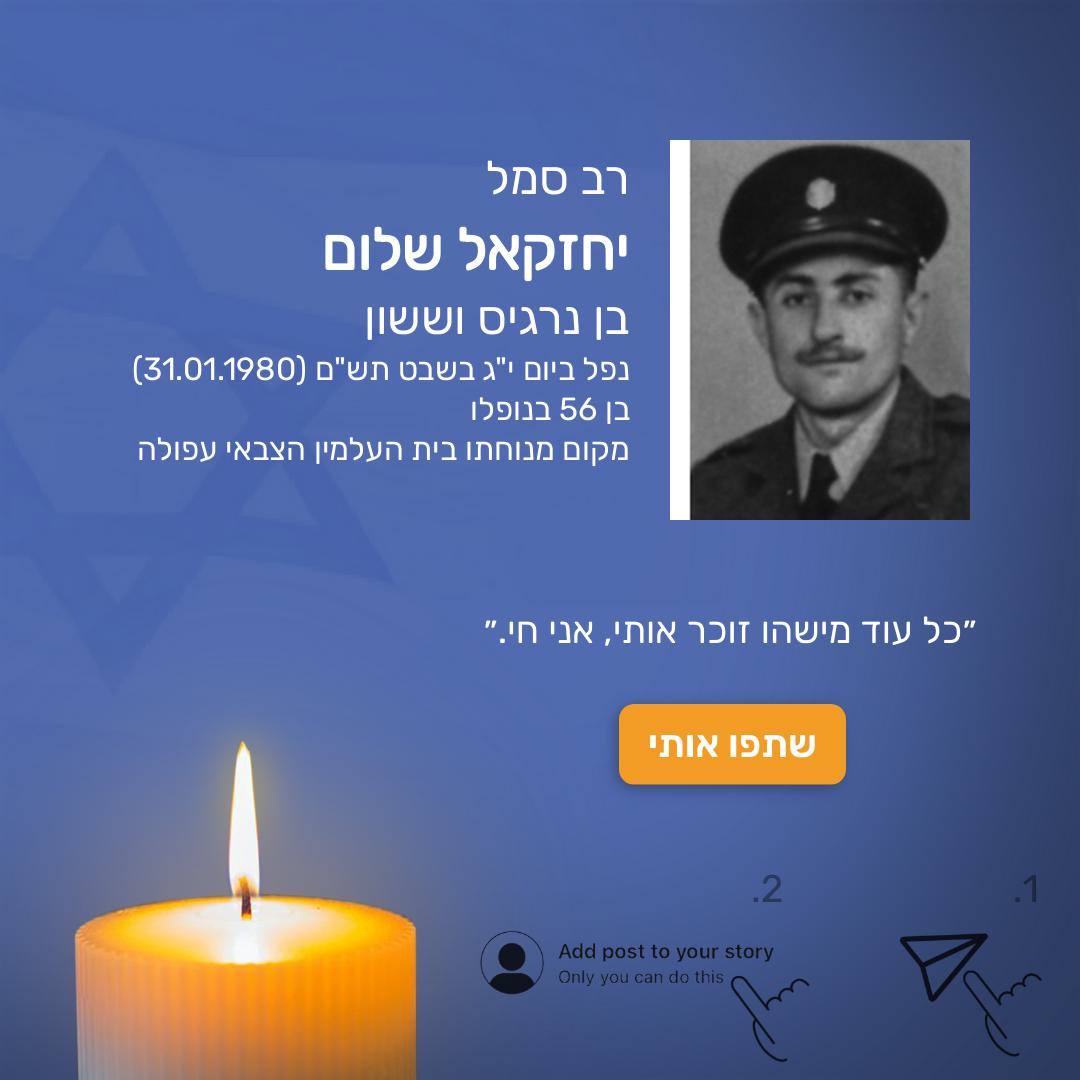 רב סמל
יחזקאל שלום
בן נרגיס וששון
נפל ביום י"ג בשבט תש"ם (31.01.1980)
בן 56 בנופלו
מקום מנוחתו בית העלמין הצבאי עפולה
״כל עוד מישהו זוכר אותי, אני חי.״
שתפו אותי
.1
.2
Add post to your story
Only you can do this